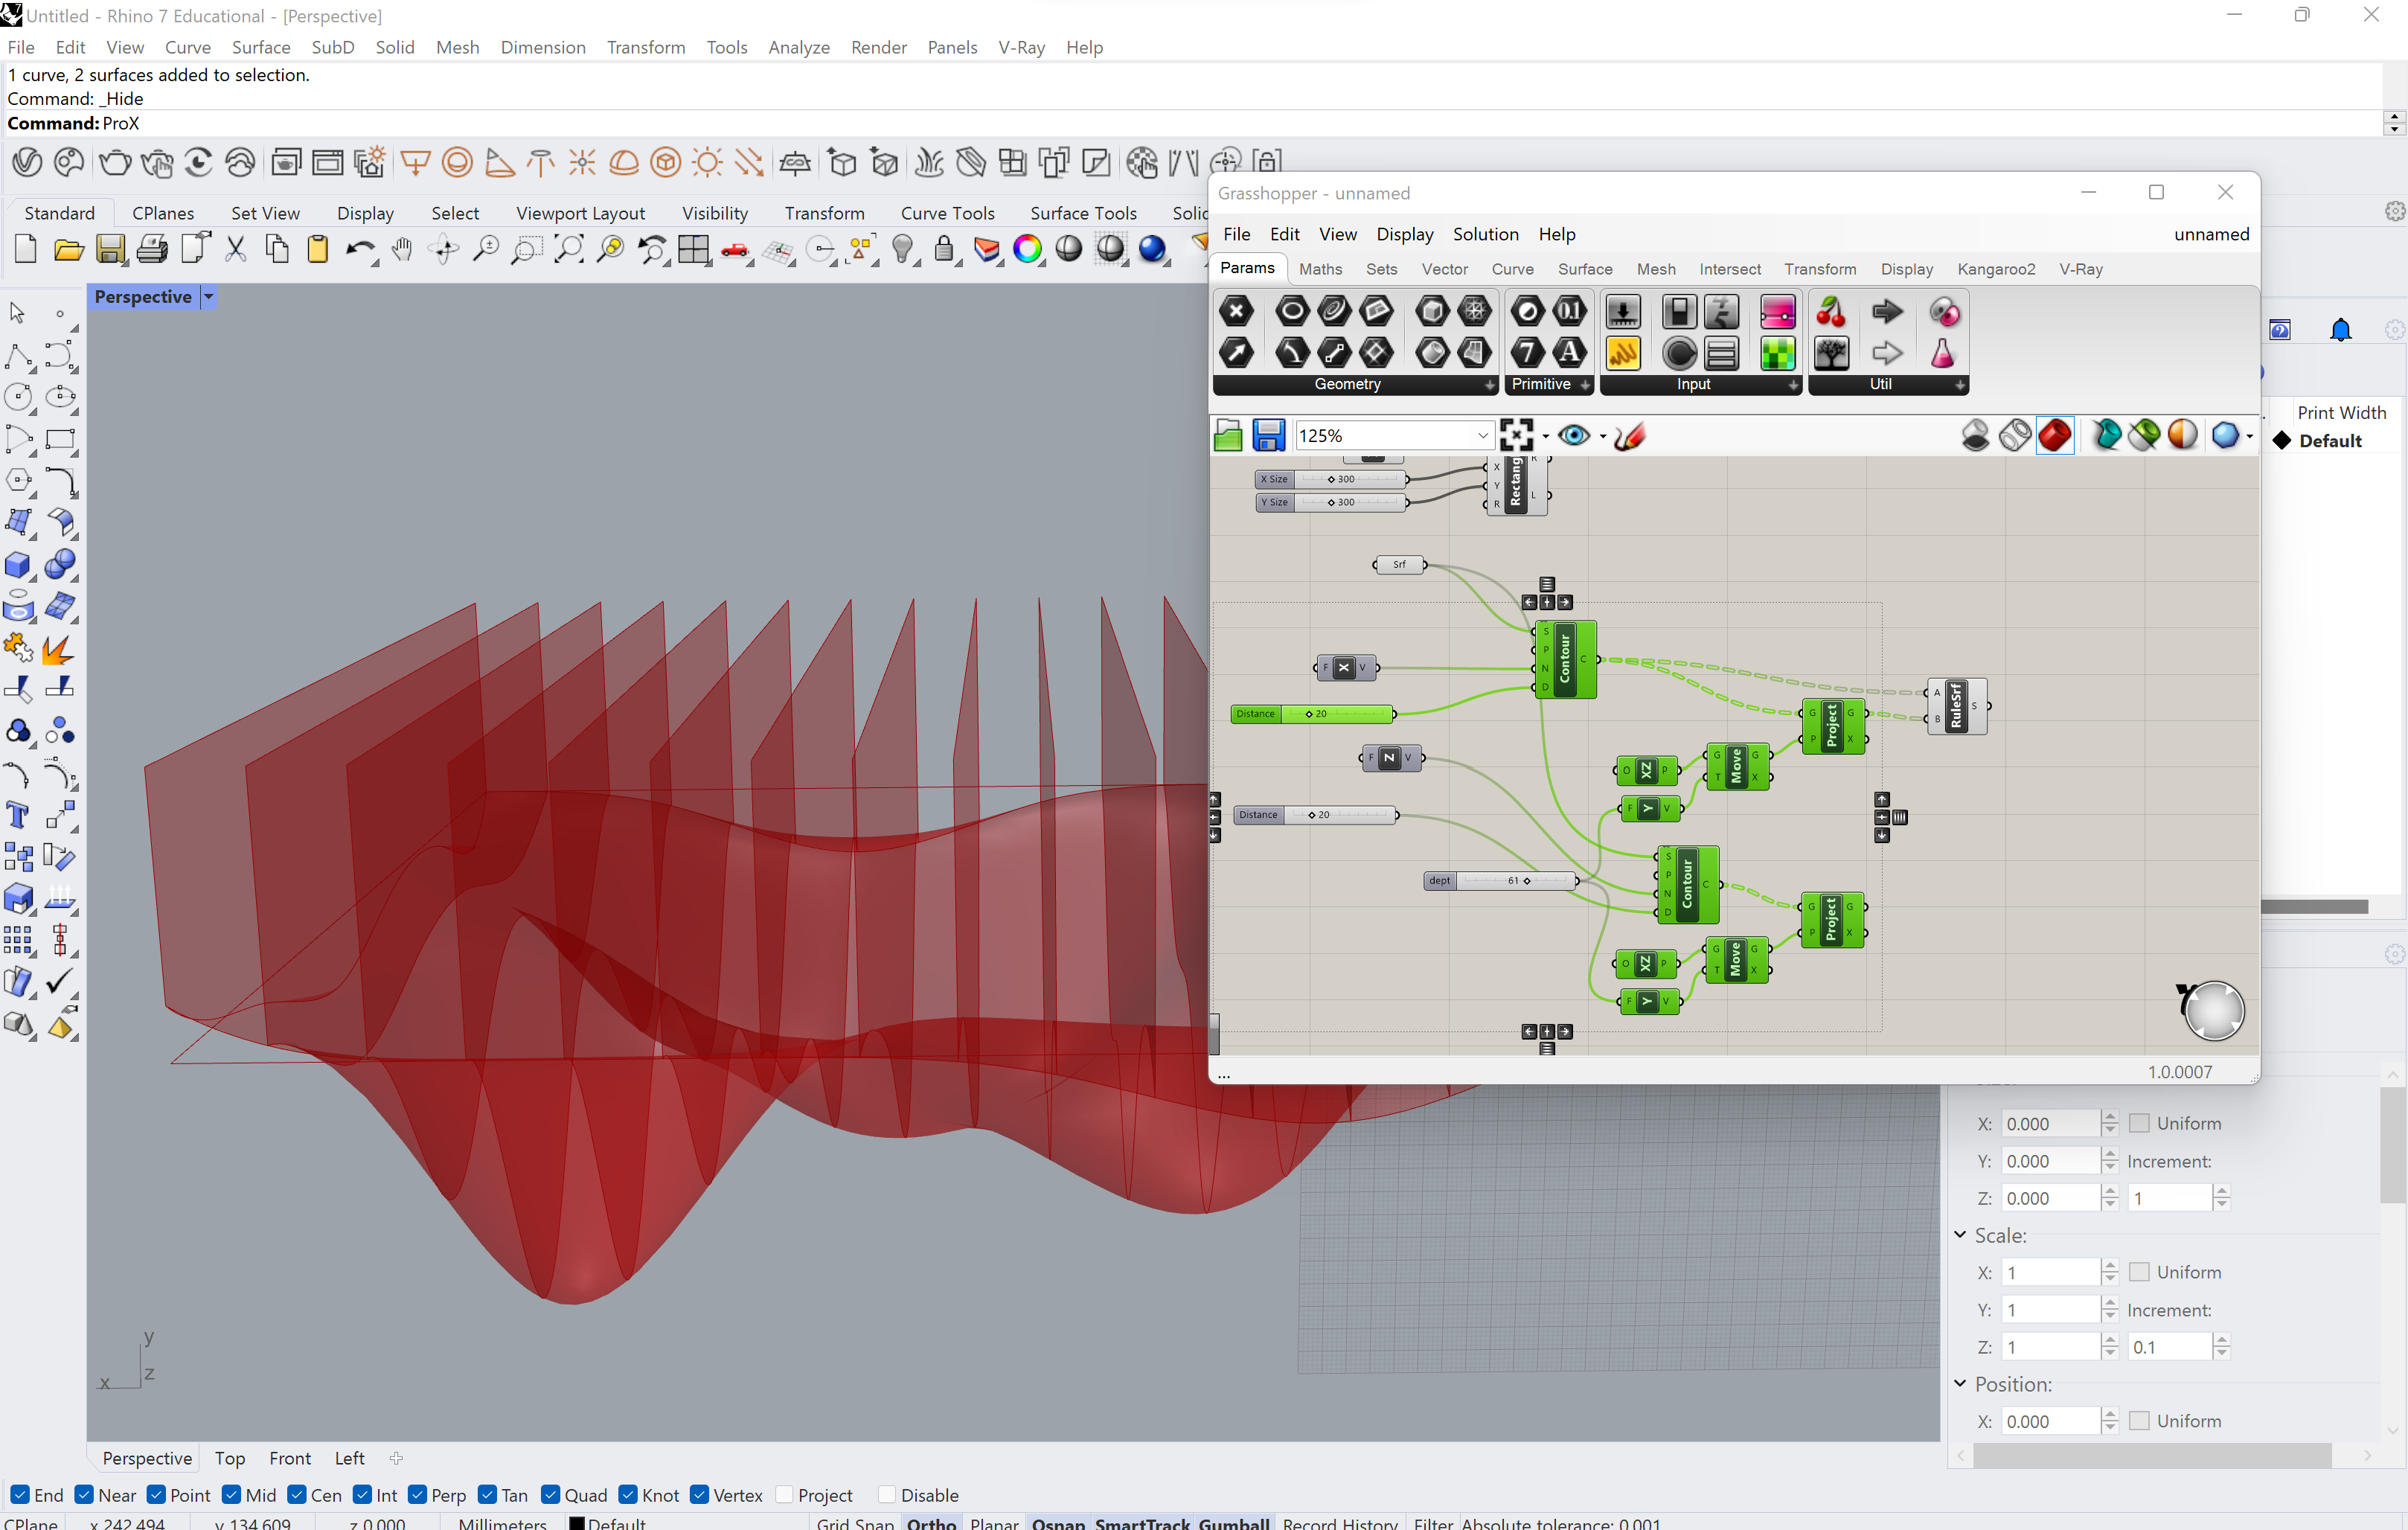 Untitled - Rhino 7 Educational - [Perspective]
File Edit View Curve Surface SubD Solid Mesh Dimension Transform Tools Analyze Render Panels V-Ray Help
1 curve, 2 surfaces added to selection.
Command: _Hide
Command: ProX
Standard CPlanes Set View Display Select Viewport Layout Visibility Transform Curve Tools Surface Tools
Perspective
Grasshopper - unnamed
File Edit View Display Solution Help unnamed
Params Maths Sets Vector Curve Surface Mesh Intersect Transform Display Kangaroo2 V-Ray
Geometry Primitive Input Util
125%
Print Width
Default
X Size 300
Y Size 300
X Y R
R L
Rectang
Srf
S P N D Contour C
F X V
Distance 20
F Z V
Distance 20
dept 61
A B RuleSrf S
G P Project G X
O XZ P
G T Move G X
F Y V
S P N D Contour C
G P Project G X
O XZ P
G T Move G X
F Y V
...
1.0.0007
X: 0.000 Uniform
Y: 0.000 Increment:
Z: 0.000 1
Scale:
X: 1 Uniform
Y: 1 Increment:
Z: 1 0.1
Position:
X: 0.000 Uniform
y
z
x
Perspective Top Front Left
End Near Point Mid Cen Int Perp Tan Quad Knot Vertex Project Disable
CPlane x 242.494 y 134.609 z 0.000 Millimeters Default Grid Snap Ortho Planar Osnap SmartTrack Gumball Record History Filter Absolute tolerance: 0.001